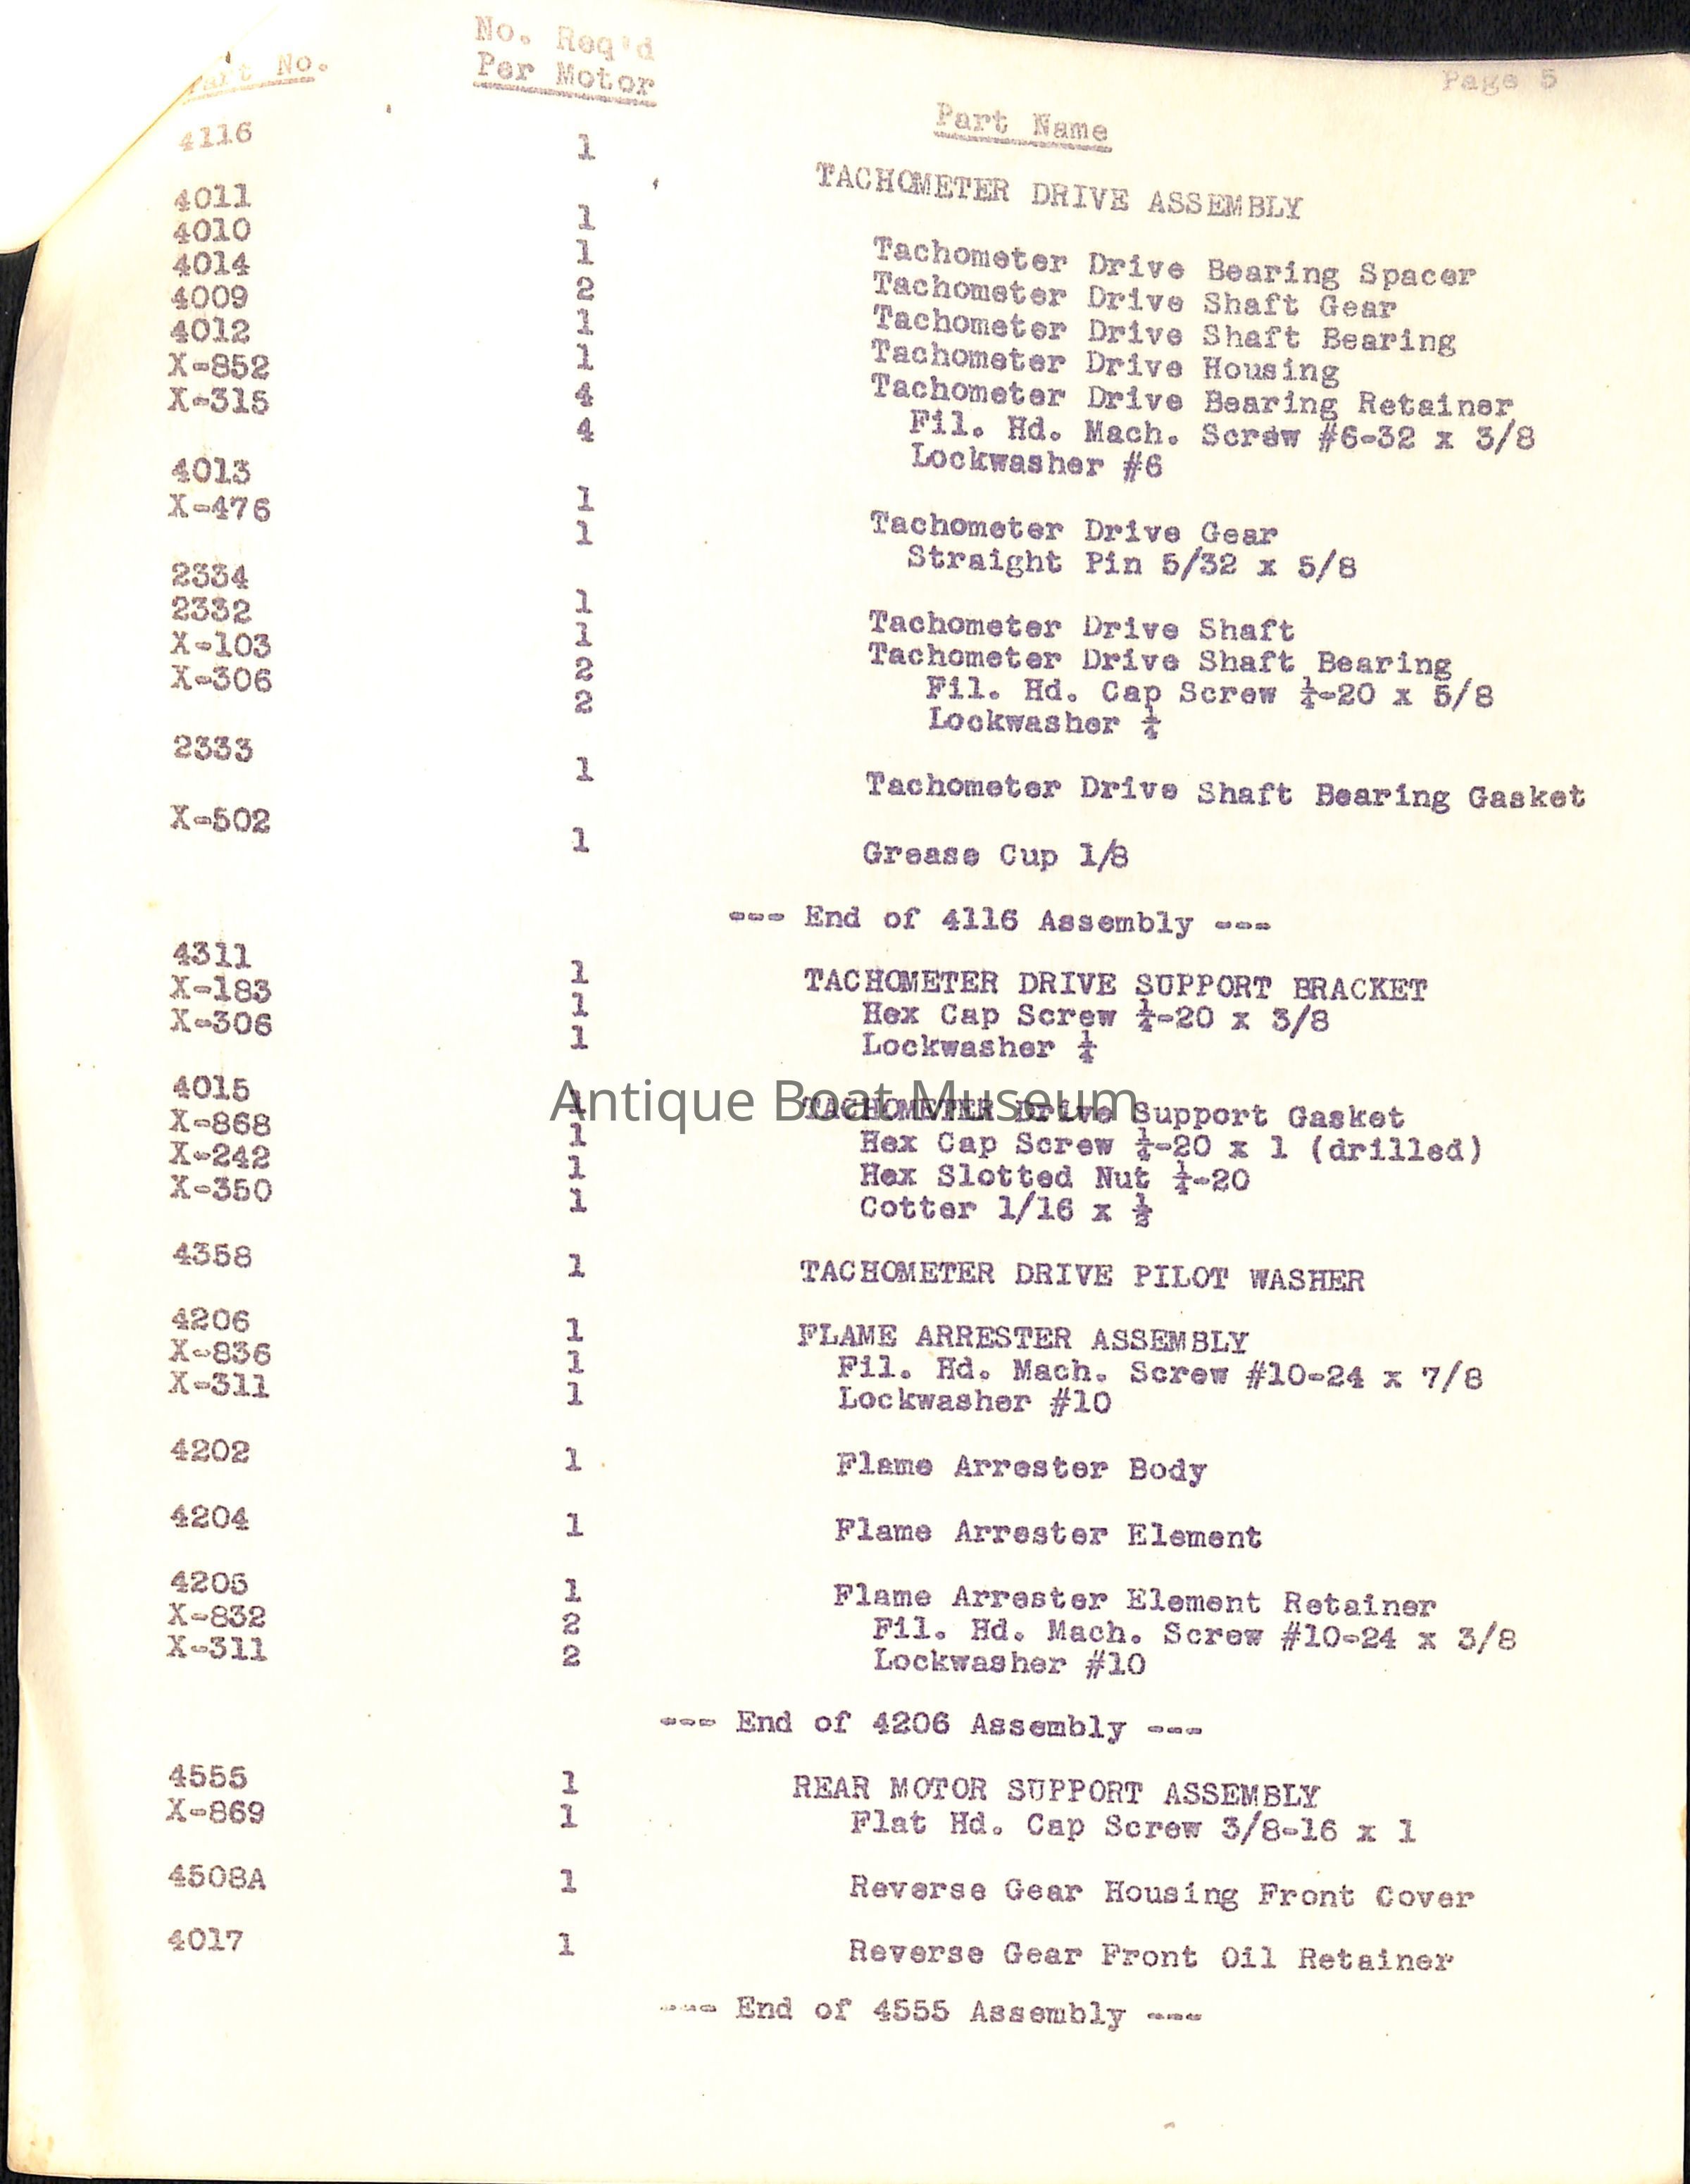 Page 5
Part No. No. Req'd Per Motor Part Name
4116 1 TACHOMETER DRIVE ASSEMBLY
4011 1 Tachometer Drive Bearing Spacer
4010 1 Tachometer Drive Shaft Gear
4014 2 Tachometer Drive Shaft Bearing
4009 1 Tachometer Drive Housing
4012 1 Tachometer Drive Bearing Retainer
X-852 4 Fil. Hd. Mach. Screw #6-32 x 3/8
X-315 4 Lockwasher #6
4013 1 Tachometer Drive Gear
X-476 1 Straight Pin 5/32 x 5/8
2334 1 Tachometer Drive Shaft
2332 1 Tachometer Drive Shaft Bearing
X-103 2 Fil. Hd. Cap Screw ¼-20 x 5/8
X-306 2 Lockwasher ¼
2333 1 Tachometer Drive Shaft Bearing Gasket
X-502 1 Grease Cup 1/8
--- End of 4116 Assembly ---
4311 1 TACHOMETER DRIVE SUPPORT BRACKET
X-183 1 Hex Cap Screw ¼-20 x 3/8
X-306 1 Lockwasher ¼
4015 1 TACHOMETER Drive Support Gasket
Antique Boat Museum
X-868 1 Hex Cap Screw ¼-20 x 1 (drilled)
X-242 1 Hex Slotted Nut ¼-20
X-350 1 Cotter 1/16 x ½
4358 1 TACHOMETER DRIVE PILOT WASHER
4206 1 FLAME ARRESTER ASSEMBLY
X-836 1 Fil. Hd. Mach. Screw #10-24 x 7/8
X-311 1 Lockwasher #10
4202 1 Flame Arrester Body
4204 1 Flame Arrester Element
4205 1 Flame Arrester Element Retainer
X-832 2 Fil. Hd. Mach. Screw #10-24 x 3/8
X-311 2 Lockwasher #10
--- End of 4206 Assembly ---
4555 1 REAR MOTOR SUPPORT ASSEMBLY
X-869 1 Flat Hd. Cap Screw 3/8-16 x 1
4508A 1 Reverse Gear Housing Front Cover
4017 1 Reverse Gear Front Oil Retainer
--- End of 4555 Assembly ---